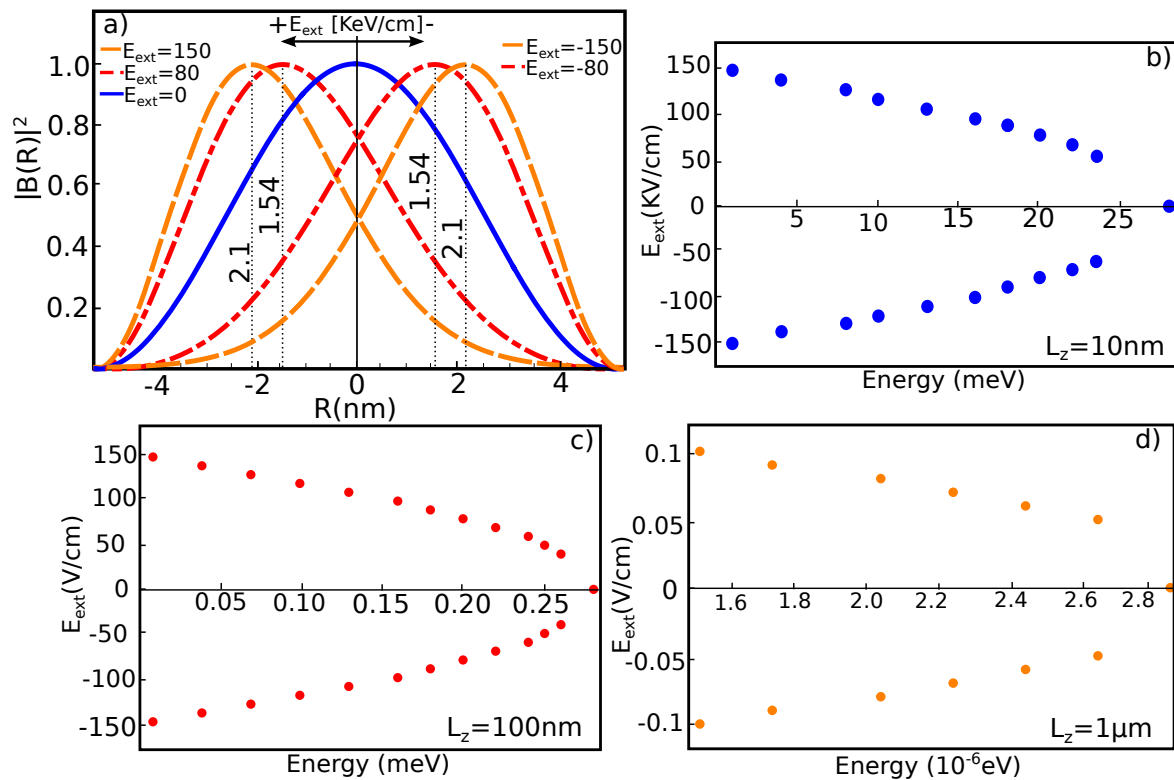 a)
+E_ext [KeV/cm]-
E_ext=150
E_ext=80
E_ext=0
E_ext=-150
E_ext=-80
1.0
0.8
0.6
0.4
0.2
|B(R)|²
2.1
1.54
1.54
2.1
-4
-2
0
2
4
R(nm)
b)
150
100
50
0
-50
-100
-150
E_ext(KV/cm)
5
10
15
20
25
L_z=10nm
Energy (meV)
c)
150
100
50
0
-50
-100
-150
E_ext(V/cm)
0.05
0.10
0.15
0.20
0.25
L_z=100nm
Energy (meV)
d)
0.1
0.05
0
-0.05
-0.1
E_ext(V/cm)
1.6
1.8
2.0
2.2
2.4
2.6
2.8
L_z=1μm
Energy (10⁻⁶eV)